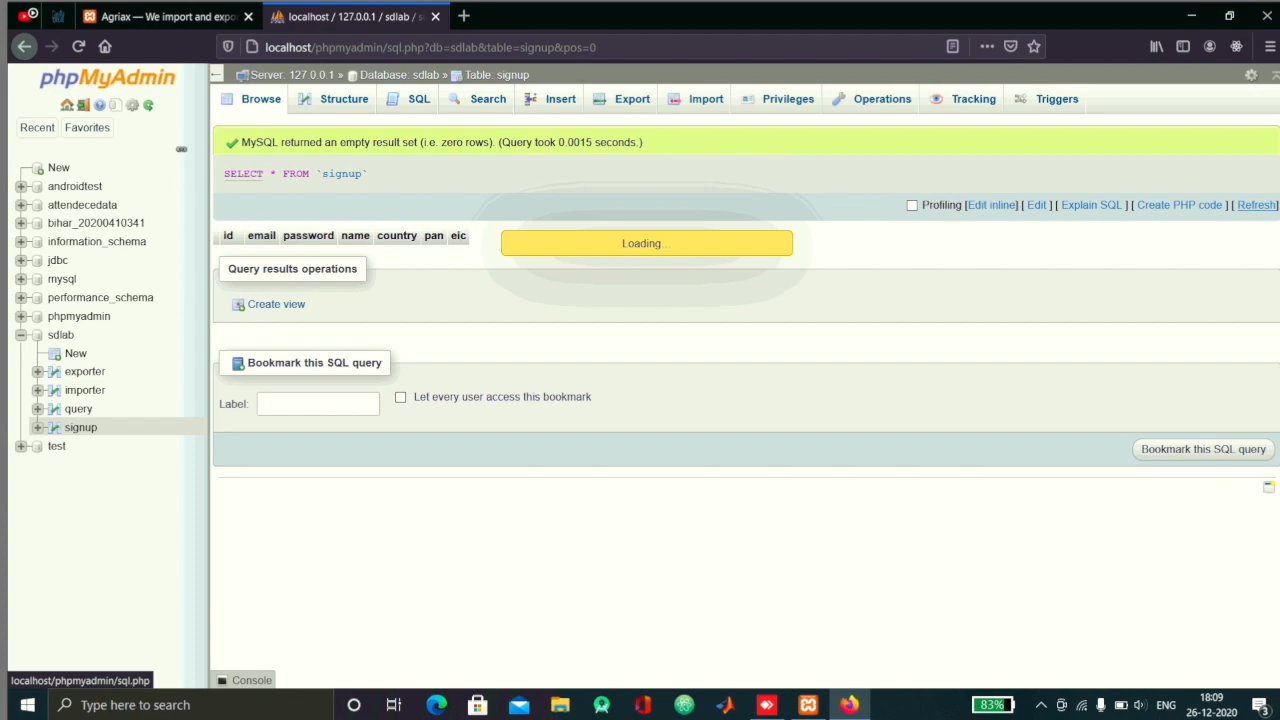 Agriax — We import and expo
localhost / 127.0.0.1 / sdlab / si
localhost/phpmyadmin/sql.php?db=sdlab&table=signup&pos=0
phpMyAdmin
Recent
Favorites
New
androidtest
attendecedata
bihar_20200410341
information_schema
jdbc
mysql
performance_schema
phpmyadmin
sdlab
New
exporter
importer
query
signup
test
Server: 127.0.0.1 » Database: sdlab » Table: signup
Browse Structure SQL Search Insert Export Import Privileges Operations Tracking Triggers
MySQL returned an empty result set (i.e. zero rows). (Query took 0.0015 seconds.)
SELECT * FROM `signup`
Profiling [Edit inline] [ Edit ] [ Explain SQL ] [ Create PHP code ] [ Refresh]
id email password name country pan eic
Loading...
Query results operations
Create view
Bookmark this SQL query
Label:
Let every user access this bookmark
Bookmark this SQL query
Console
localhost/phpmyadmin/sql.php
Type here to search
83%
ENG
18:09
26-12-2020
3